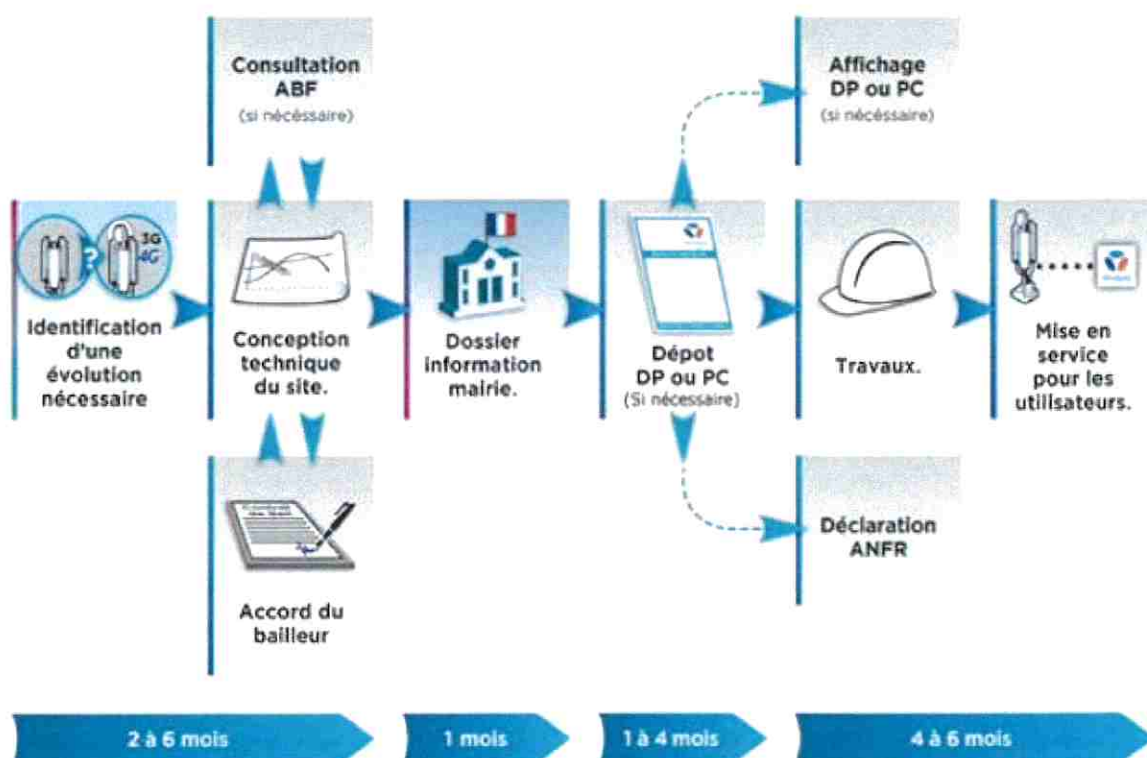 Consultation
ABF
(si nécéssaire)
Affichage
DP ou PC
(si nécéssaire)
3G
4G
?
Identification
d'une
évolution
nécessaire
Conception
technique
du site.
Dossier
information
mairie.
Dépot
DP ou PC
(Si nécessaire)
Travaux.
Mise en
service
pour les
utilisateurs.
Accord du
bailleur
Déclaration
ANFR
2 à 6 mois
1 mois
1 à 4 mois
4 à 6 mois